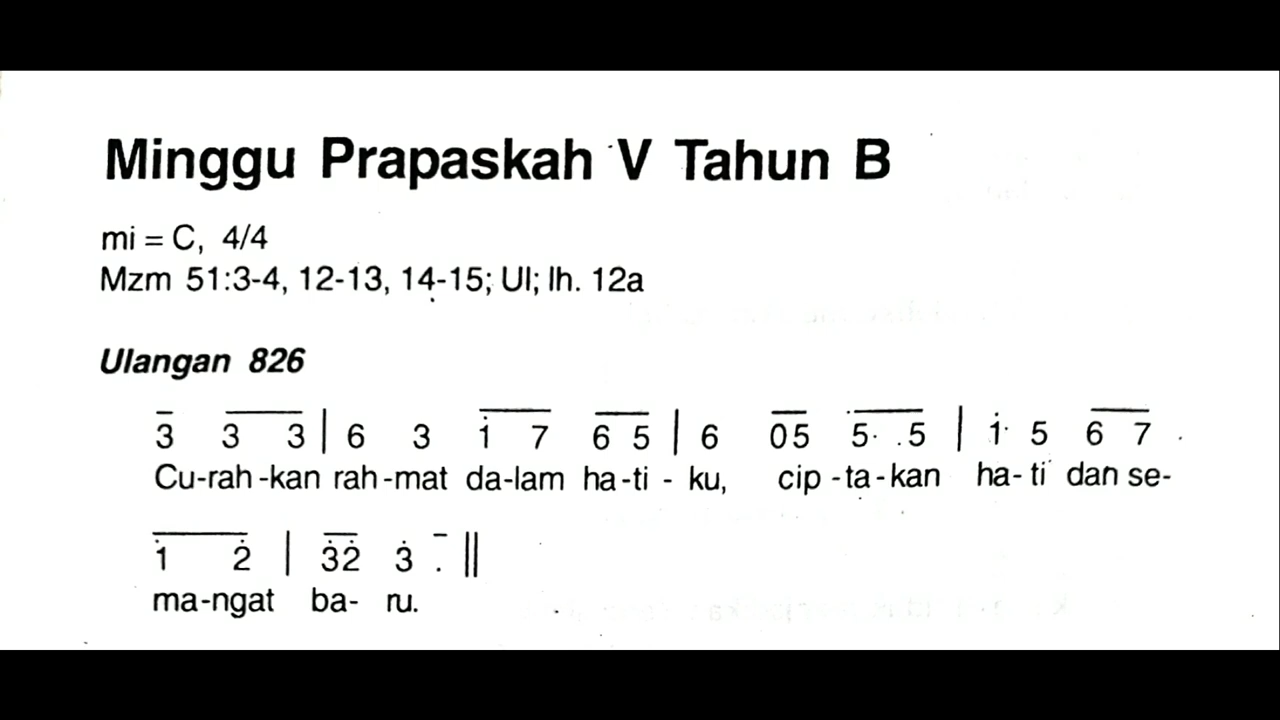 Minggu Prapaskah V Tahun B
mi = C, 4/4
Mzm 51:3-4, 12-13, 14-15; Ul; lh. 12a
Ulangan 826
3 3 3 | 6 3 1̇ 7 6 5 | 6 05 5 . 5 | 1̇ 5 6 7
Cu-rah-kan rah-mat da-lam ha-ti - ku, cip-ta-kan ha-ti dan se-
1̇ 2̇ | 3̇2̇ 3̇ . ||
ma-ngat ba- ru.